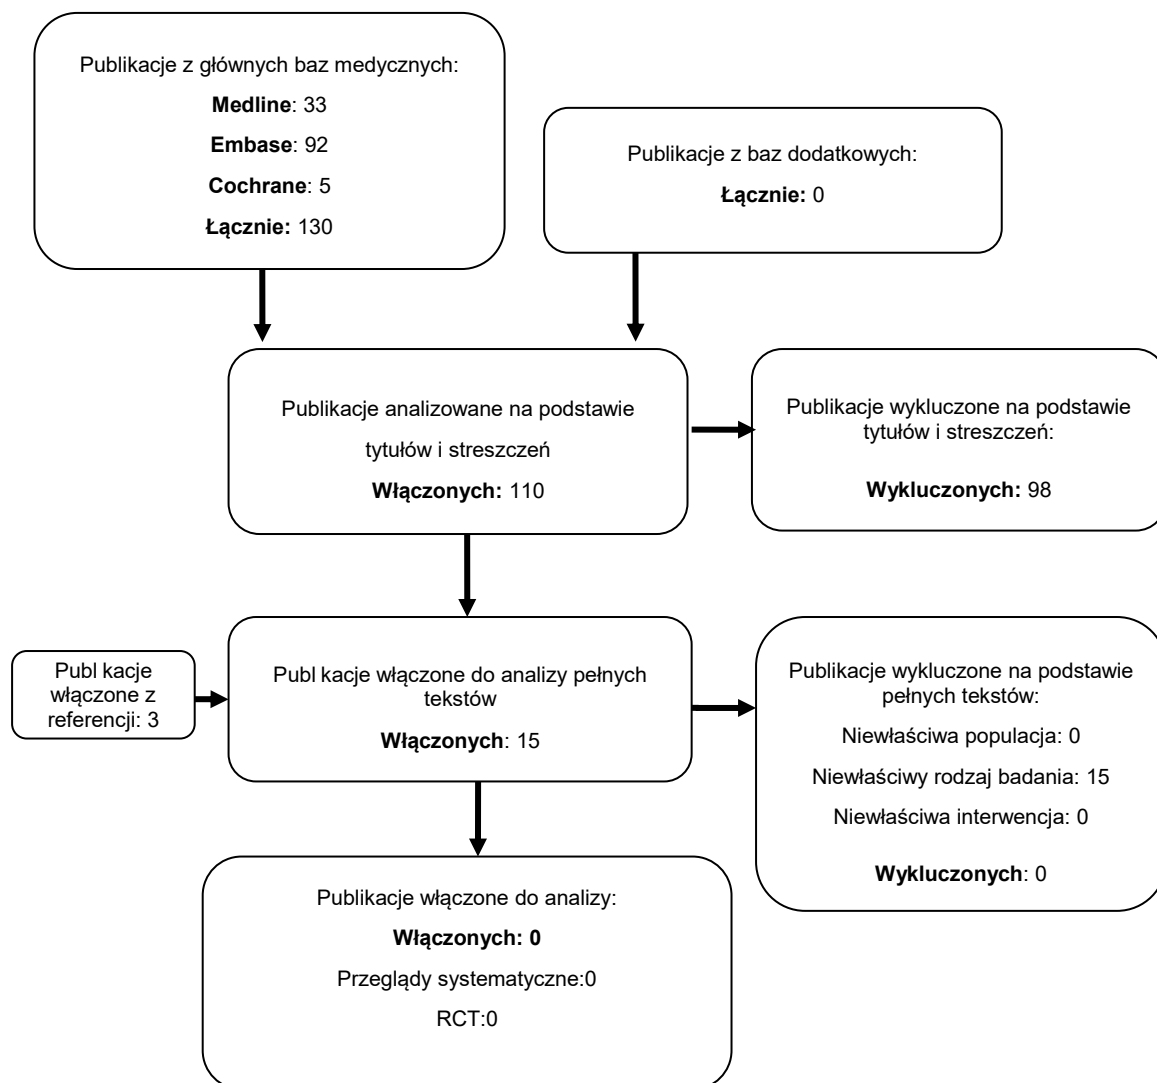 Publikacje z głównych baz medycznych:
Medline: 33
Embase: 92
Cochrane: 5
Łącznie: 130
Publikacje z baz dodatkowych:
Łącznie: 0
Publikacje analizowane na podstawie
tytułów i streszczeń
Włączonych: 110
Publikacje wykluczone na podstawie
tytułów i streszczeń:
Wykluczonych: 98
Publ kacje
włączone z
referencji: 3
Publ kacje włączone do analizy pełnych
tekstów
Włączonych: 15
Publikacje wykluczone na podstawie
pełnych tekstów:
Niewłaściwa populacja: 0
Niewłaściwy rodzaj badania: 15
Niewłaściwa interwencja: 0
Wykluczonych: 0
Publikacje włączone do analizy:
Włączonych: 0
Przeglądy systematyczne:0
RCT:0